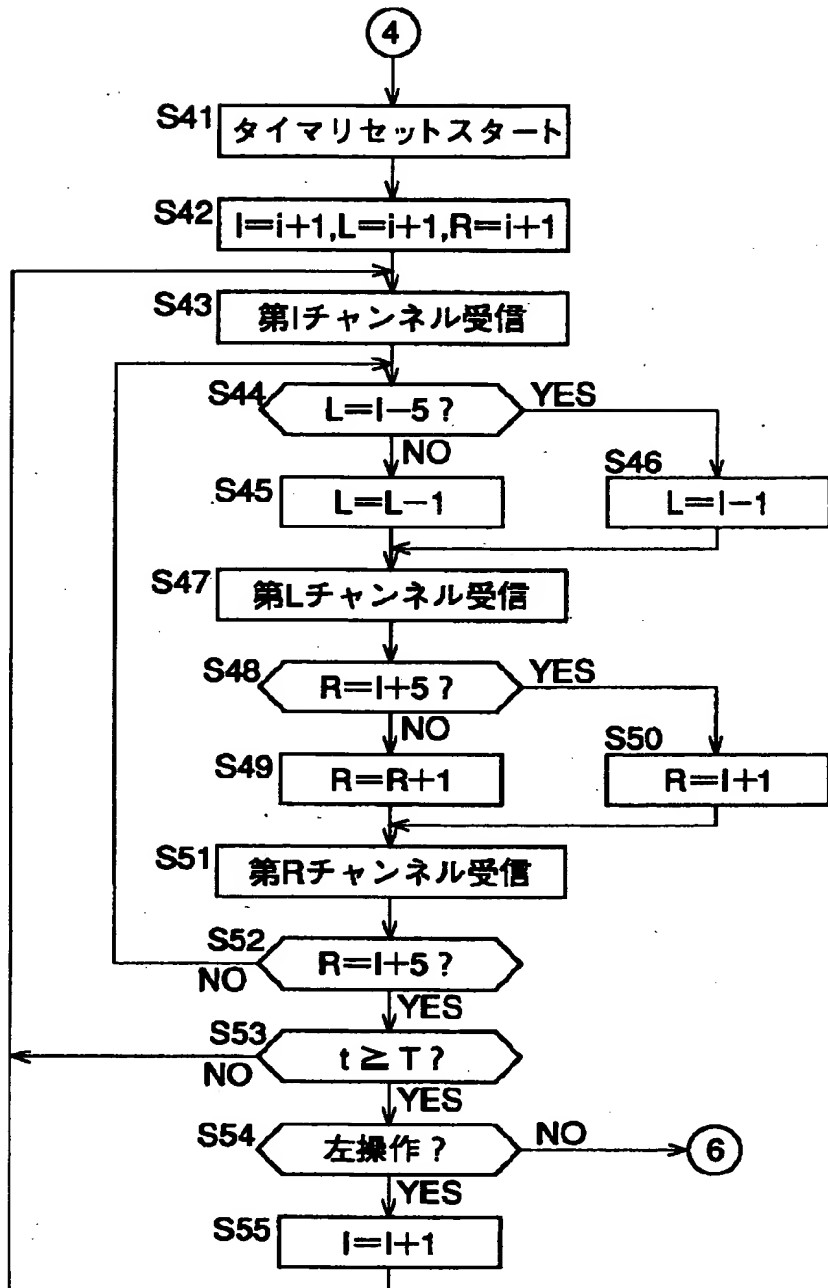 4
S41 タイマリセットスタート
S42 I=i+1,L=i+1,R=i+1
S43 第Iチャンネル受信
S44 L=I-5?
YES
NO
S45 L=L-1
S46 L=I-1
S47 第Lチャンネル受信
S48 R=I+5?
YES
NO
S49 R=R+1
S50 R=I+1
S51 第Rチャンネル受信
S52 R=I+5?
NO
YES
S53 t≧T?
NO
YES
S54 左操作?
NO
6
YES
S55 I=I+1